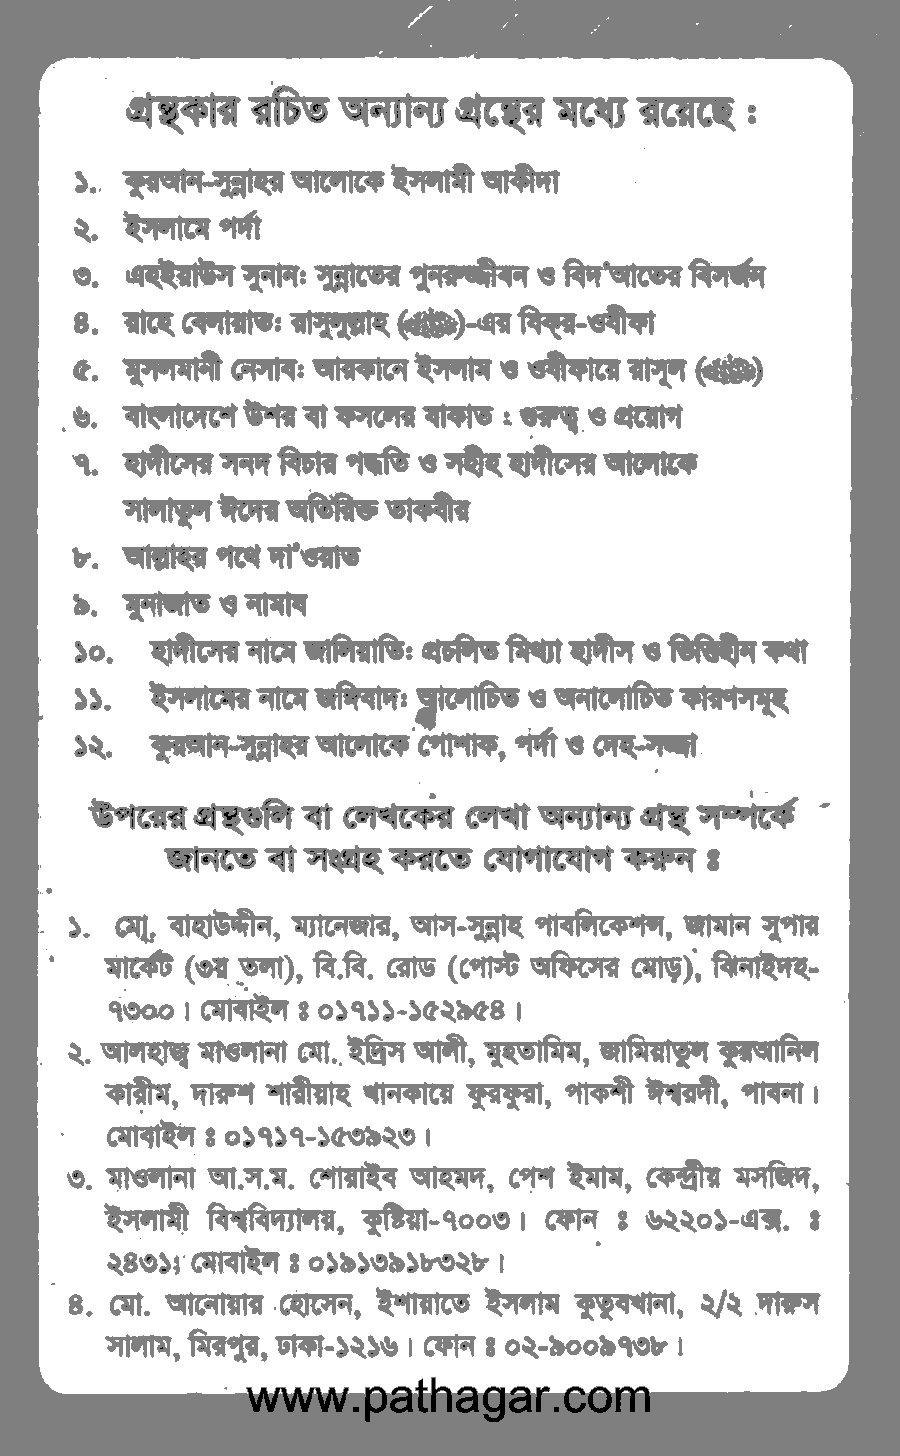 গ্রন্থকার রচিত অন্যান্য গ্রন্থের মধ্যে রয়েছে :
১. কুরআন-সুন্নাহর আলোকে ইসলামী আকীদা
২. ইসলামে পর্দা
৩. এহইয়াউস সুনান: সুন্নাতের পুনরুজ্জীবন ও বিদ'আতের বিসর্জন
৪. রাহে বেলায়াত: রাসূলুল্লাহ (ﷺ)-এর যিক্‌র-ওযীফা
৫. মুসলমানী নেসাব: আরকানে ইসলাম ও ওযীফায়ে রাসূল (ﷺ)
৬. বাংলাদেশে উশর বা ফসলের যাকাত : গুরুত্ব ও প্রয়োগ
৭. হাদীসের সনদ বিচার পদ্ধতি ও সহীহ হাদীসের আলোকে
সালাতুল ঈদের অতিরিক্ত তাকবীর
৮. আল্লাহর পথে দা'ওয়াত
৯. মুনাজাত ও নামায
১০. হাদীসের নামে জালিয়াতি: প্রচলিত মিথ্যা হাদীস ও ভিত্তিহীন কথা
১১. ইসলামের নামে জঙ্গিবাদ: আলোচিত ও অনালোচিত কারণসমূহ
১২. কুরআন-সুন্নাহর আলোকে পোশাক, পর্দা ও দেহ-সজ্জা
উপরের গ্রন্থগুলি বা লেখকের লেখা অন্যান্য গ্রন্থ সম্পর্কে
জানতে বা সংগ্রহ করতে যোগাযোগ করুন ঃ
১. মো. বাহাউদ্দীন, ম্যানেজার, আস-সুন্নাহ পাবলিকেশন্স, জামান সুপার
মার্কেট (৩য় তলা), বি.বি. রোড (পোস্ট অফিসের মোড়), ঝিনাইদহ-
৭৩০০। মোবাইল ঃ ০১৭১১-১৫২৯৫৪।
২. আলহাজ্ব মাওলানা মো. ইদ্রিস আলী, মুহতামিম, জামিয়াতুল কুরআনিল
কারীম, দারুশ শারীয়াহ খানকায়ে ফুরফুরা, পাকশী ঈশ্বরদী, পাবনা।
মোবাইল ঃ ০১৭১৭-১৫৩৯২৩।
৩. মাওলানা আ.স.ম. শোয়াইব আহমদ, পেশ ইমাম, কেন্দ্রীয় মসজিদ,
ইসলামী বিশ্ববিদ্যালয়, কুষ্টিয়া-৭০০৩। ফোন ঃ ৬২২০১-এক্স. ঃ
২৪৩১; মোবাইল ঃ ০১৯১৩৯১৮৩২৮।
৪. মো. আনোয়ার হোসেন, ইশায়াতে ইসলাম কুতুবখানা, ২/২ দারুস
সালাম, মিরপুর, ঢাকা-১২১৬। ফোন ঃ ০২-৯০০৯৭৩৮।
www.pathagar.com